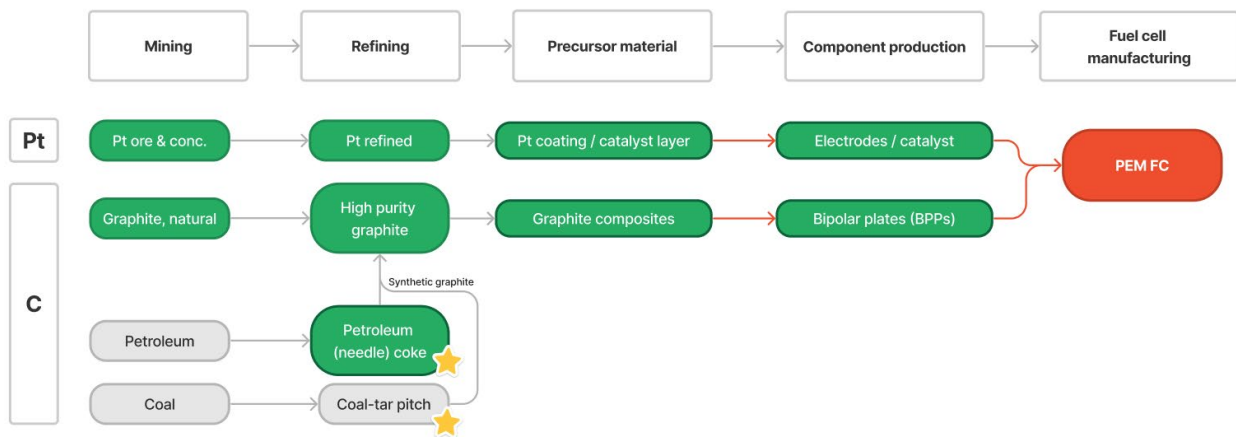 Mining
Refining
Precursor material
Component production
Fuel cell
manufacturing
Pt
Pt ore & conc.
Pt refined
Pt coating / catalyst layer
Electrodes / catalyst
PEM FC
C
Graphite, natural
High purity
graphite
Graphite composites
Bipolar plates (BPPs)
Synthetic graphite
Petroleum
Petroleum
(needle) coke
Coal
Coal-tar pitch